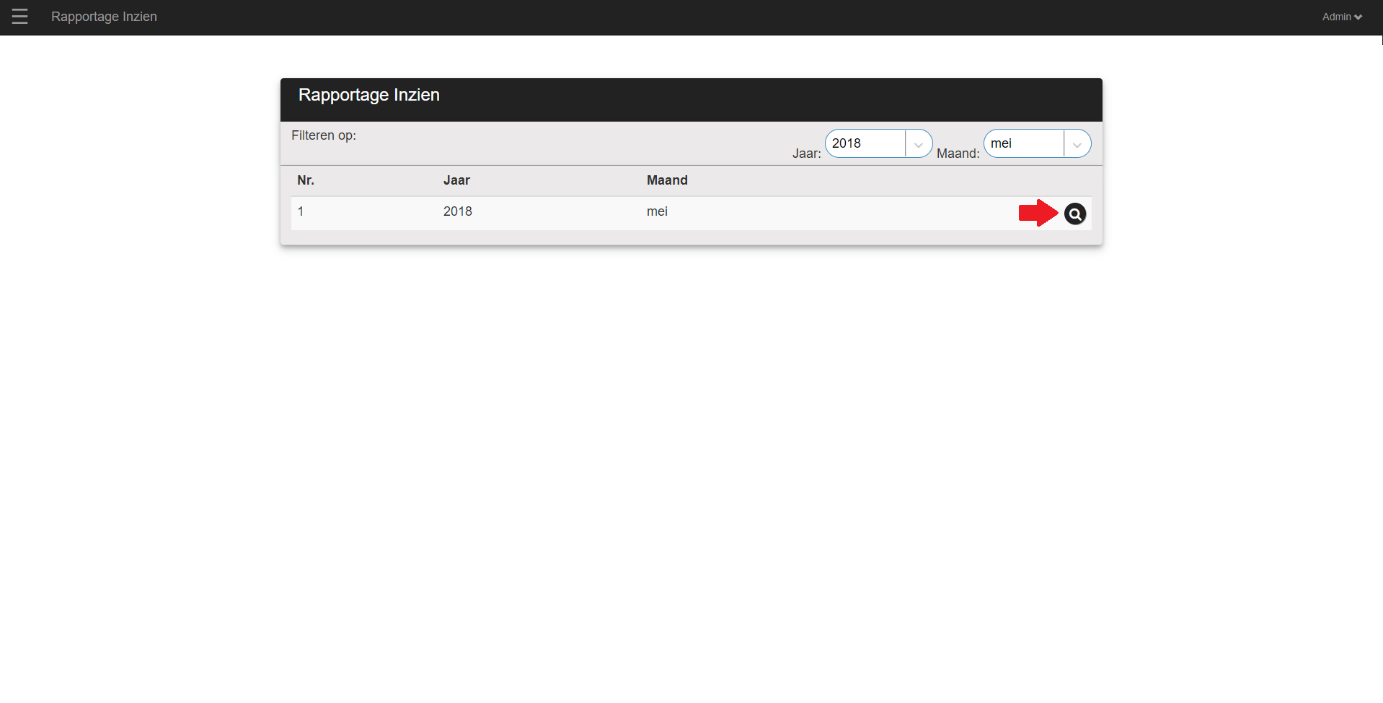 Rapportage Inzien
Admin
Rapportage Inzien
Filteren op:
Jaar: 2018 Maand: mei
Nr. Jaar Maand
1 2018 mei